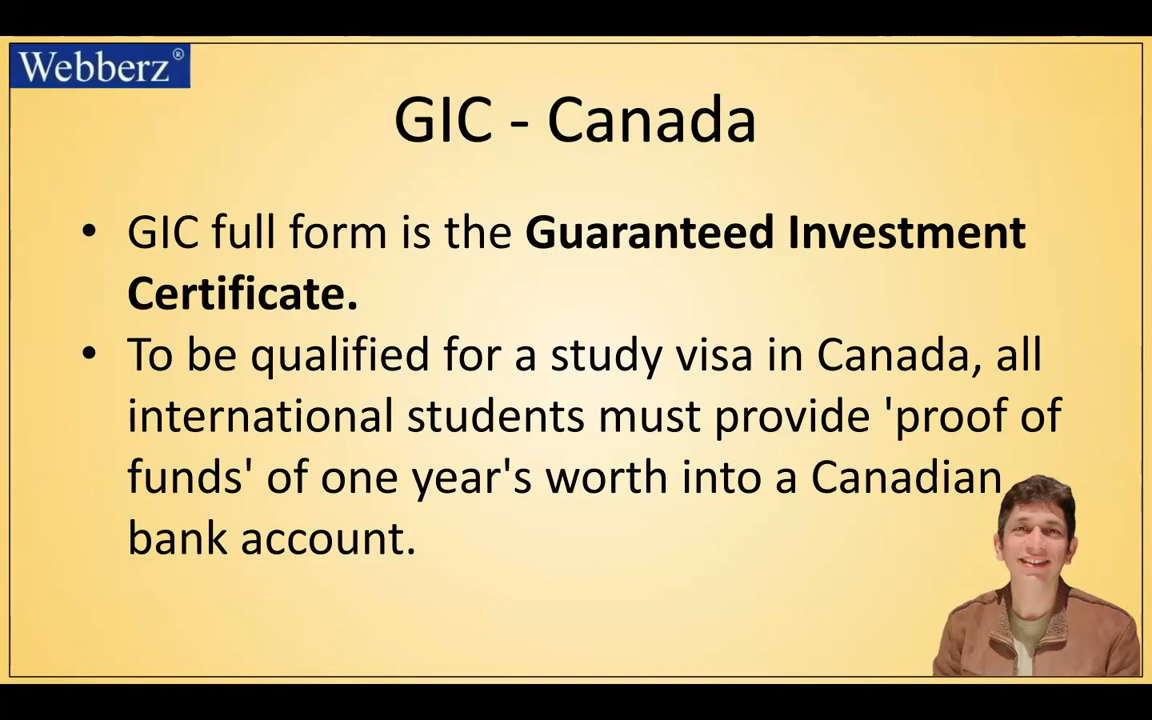 Webberz®
GIC - Canada
• GIC full form is the Guaranteed Investment
Certificate.
• To be qualified for a study visa in Canada, all
international students must provide 'proof of
funds' of one year's worth into a Canadian
bank account.